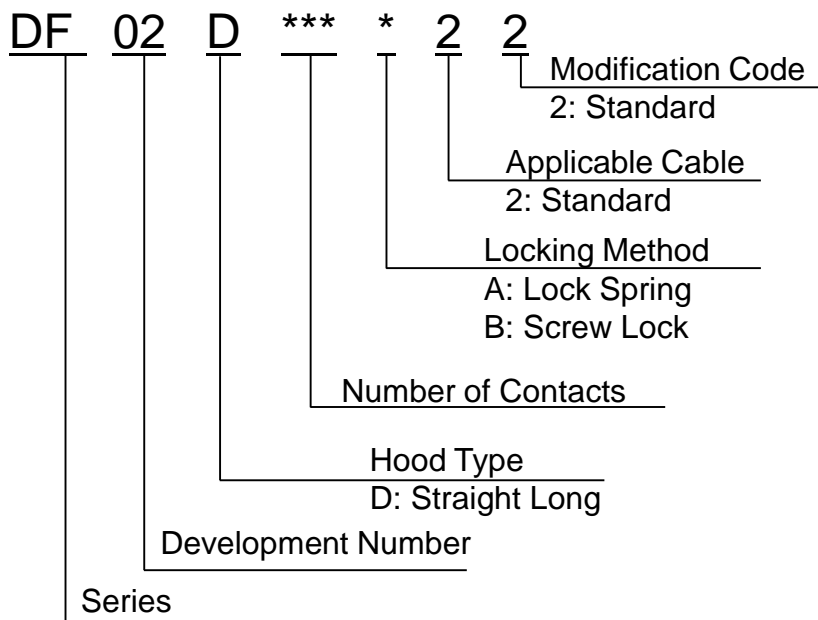 DF 02 D *** * 2 2
Modification Code
2: Standard
Applicable Cable
2: Standard
Locking Method
A: Lock Spring
B: Screw Lock
Number of Contacts
Hood Type
D: Straight Long
Development Number
Series